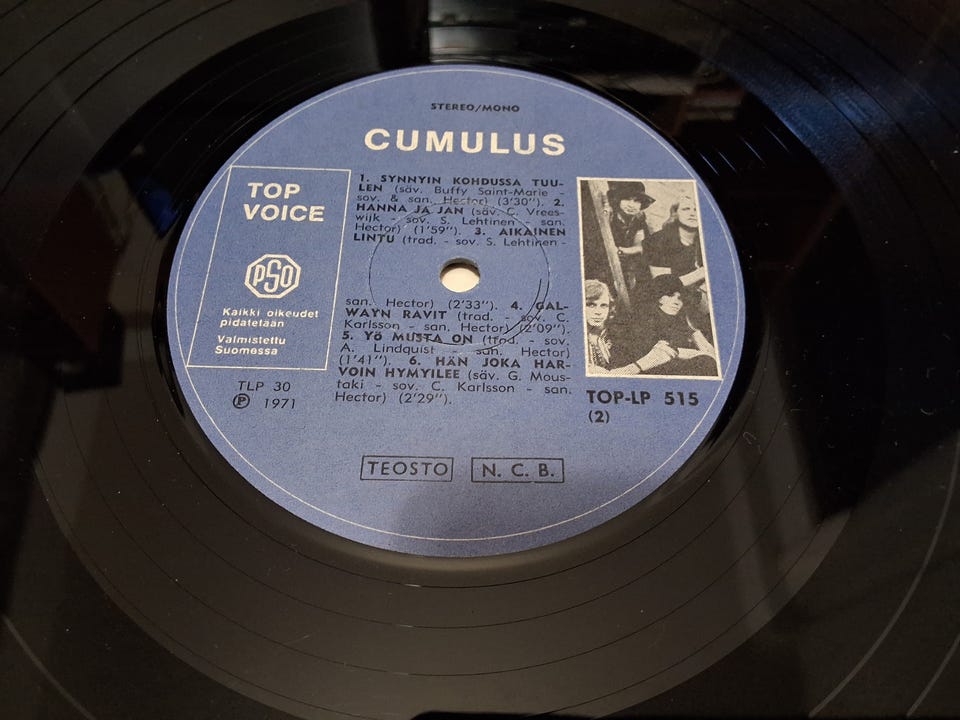 STEREO/MONO
CUMULUS
TOP
VOICE
PSO
Kaikki oikeudet
pidätetään
Valmistettu
Suomessa
TLP 30
Ⓟ 1971
1. SYNNYIN KOHDUSSA TUU-
LEN (säv. Buffy Saint-Marie -
sov. & san. Hector) (3'30"). 2.
HANNA JA JAN (säv. C. Vrees-
wijk - sov. S. Lehtinen - san.
Hector) (1'59"). 3. AIKAINEN
LINTU (trad. - sov. S. Lehtinen -
san. Hector) (2'33"). 4. GAL-
WAYN RAVIT (trad. - sov. C.
Karlsson - san. Hector) (2'09").
5. YÖ MUSTA ON (trad. - sov.
A. Lindquist - san. Hector)
(1'41"). 6. HÄN JOKA HAR-
VOIN HYMYILEE (säv. G. Mous-
taki - sov. C. Karlsson - san.
Hector) (2'29").
TOP-LP 515
(2)
TEOSTO N. C. B.